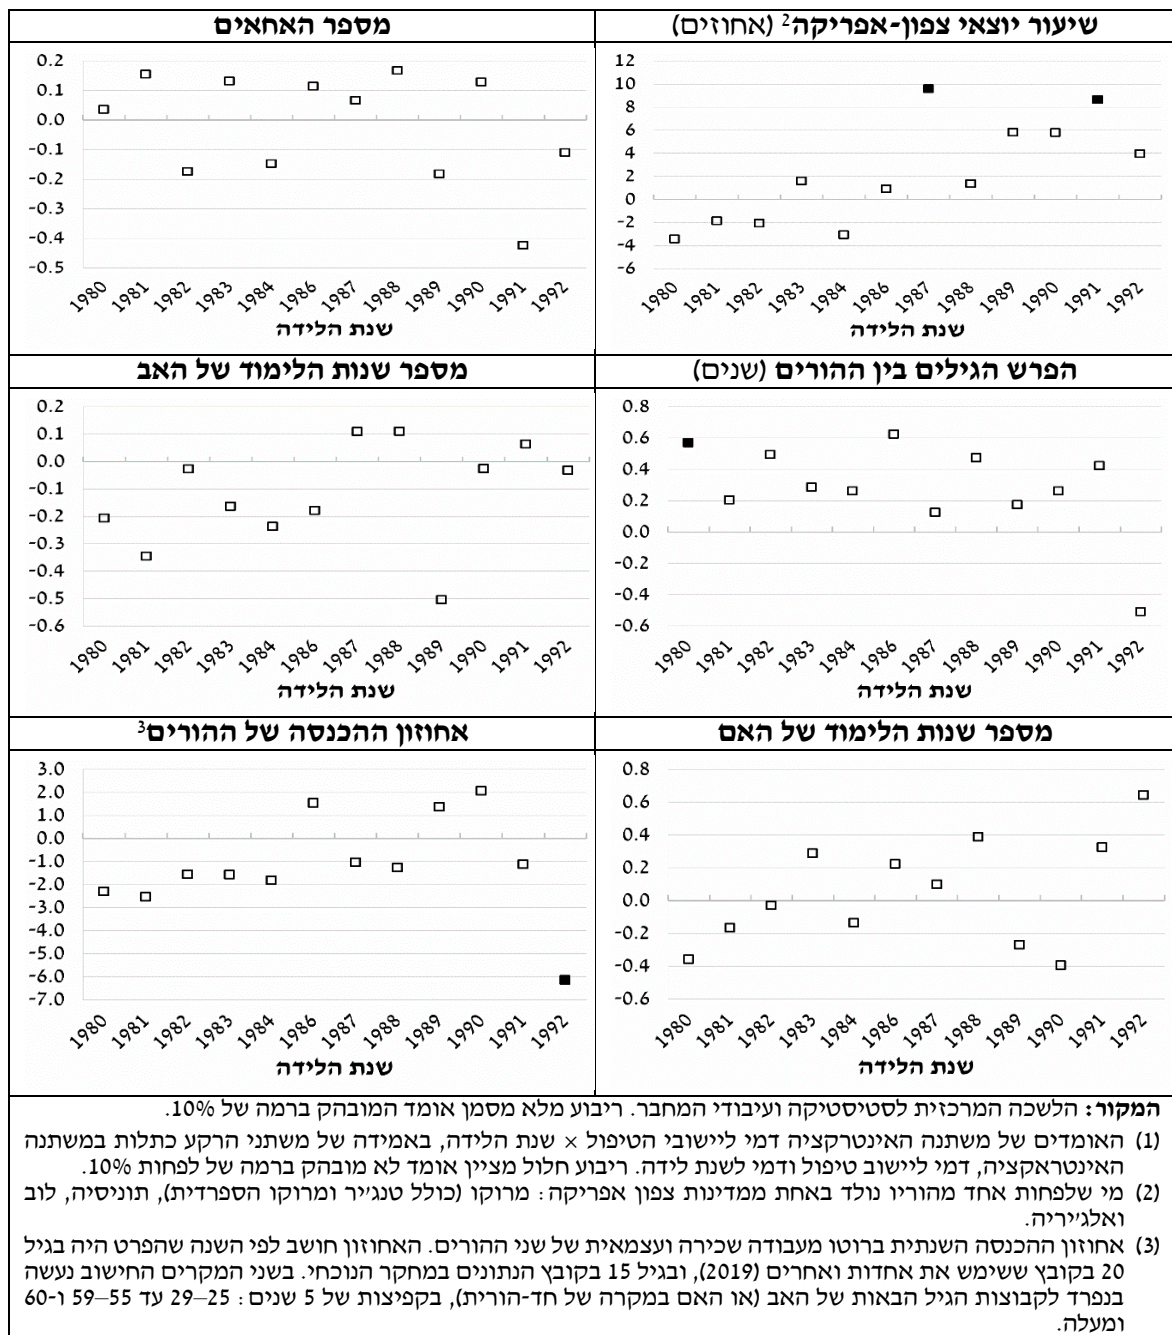 שיעור יוצאי צפון-אפריקה² (אחוזים)
12
10
8
6
4
2
0
-2
-4
-6
1980 1981 1982 1983 1984 1986 1987 1988 1989 1990 1991 1992
שנת הלידה
מספר האחאים
0.2
0.1
0.0
-0.1
-0.2
-0.3
-0.4
-0.5
1980 1981 1982 1983 1984 1986 1987 1988 1989 1990 1991 1992
שנת הלידה
הפרש הגילים בין ההורים (שנים)
0.8
0.6
0.4
0.2
0.0
-0.2
-0.4
-0.6
1980 1981 1982 1983 1984 1986 1987 1988 1989 1990 1991 1992
שנת הלידה
מספר שנות הלימוד של האב
0.2
0.1
0.0
-0.1
-0.2
-0.3
-0.4
-0.5
-0.6
1980 1981 1982 1983 1984 1986 1987 1988 1989 1990 1991 1992
שנת הלידה
מספר שנות הלימוד של האם
0.8
0.6
0.4
0.2
0.0
-0.2
-0.4
-0.6
1980 1981 1982 1983 1984 1986 1987 1988 1989 1990 1991 1992
שנת הלידה
אחוזון ההכנסה של ההורים³
3.0
2.0
1.0
0.0
-1.0
-2.0
-3.0
-4.0
-5.0
-6.0
-7.0
1980 1981 1982 1983 1984 1986 1987 1988 1989 1990 1991 1992
שנת הלידה
המקור: הלשכה המרכזית לסטיסטיקה ועיבודי המחבר. ריבוע מלא מסמן אומד המובהק ברמה של 10%.
(1) האומדים של משתנה האינטרקציה דמי ליישובי הטיפול × שנת הלידה, באמידה של משתני הרקע כתלות במשתנה
האינטראקציה, דמי ליישוב טיפול ודמי לשנת לידה. ריבוע חלול מציין אומד לא מובהק ברמה של לפחות 10%.
(2) מי שלפחות אחד מהוריו נולד באחת ממדינות צפון אפריקה: מרוקו (כולל טנג'יר ומרוקו הספרדית), תוניסיה, לוב
ואלג'יריה.
(3) אחוזון ההכנסה השנתית ברוטו מעבודה שכירה ועצמאית של שני ההורים. האחוזון חושב לפי השנה שהפרט היה בגיל
20 בקובץ ששימש את אחדות ואחרים (2019), ובגיל 15 בקובץ הנתונים במחקר הנוכחי. בשני המקרים החישוב נעשה
בנפרד לקבוצות הגיל הבאות של האב (או האם במקרה של חד-הורית), בקפיצות של 5 שנים: 25–29 עד 55–59 ו-60
ומעלה.